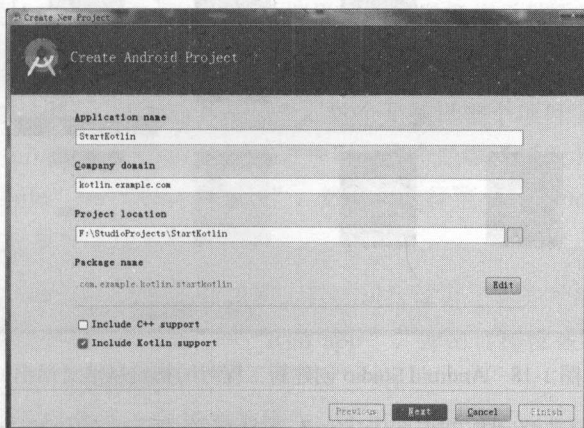 Create New Project
Create Android Project
Application name
StartKotlin
Company domain
kotlin.example.com
Project location
F:\StudioProjects\StartKotlin
Package name
com.example.kotlin.startkotlin
Edit
Include C++ support
Include Kotlin support
Previous
Next
Cancel
Finish